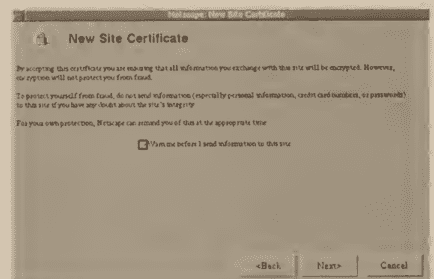 Netscape: New Site Certificate
New Site Certificate
By accepting this certificate you are ensuring that all information you exchange with this site will be encrypted. However,
encryption will not protect you from fraud.
To protect yourself from fraud, do not send information (especially personal information, credit card numbers, or passwords)
to this site if you have any doubt about the site's integrity.
For your own protection, Netscape can remind you of this at the appropriate time.
Warn me before I send information to this site
<Back Next> Cancel